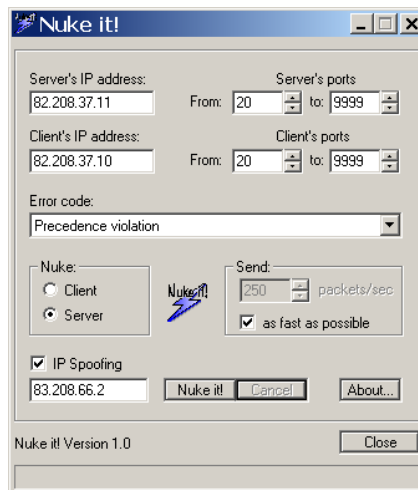 Nuke it!
Server's IP address:
Server's ports
82.208.37.11
From: 20 to: 9999
Client's IP address:
Client's ports
82.208.37.10
From: 20 to: 9999
Error code:
Precedence violation
Nuke:
Client
Server
Nuke it!
Send:
250 packets/sec
as fast as possible
IP Spoofing
83.208.66.2
Nuke it! Cancel About...
Nuke it! Version 1.0
Close